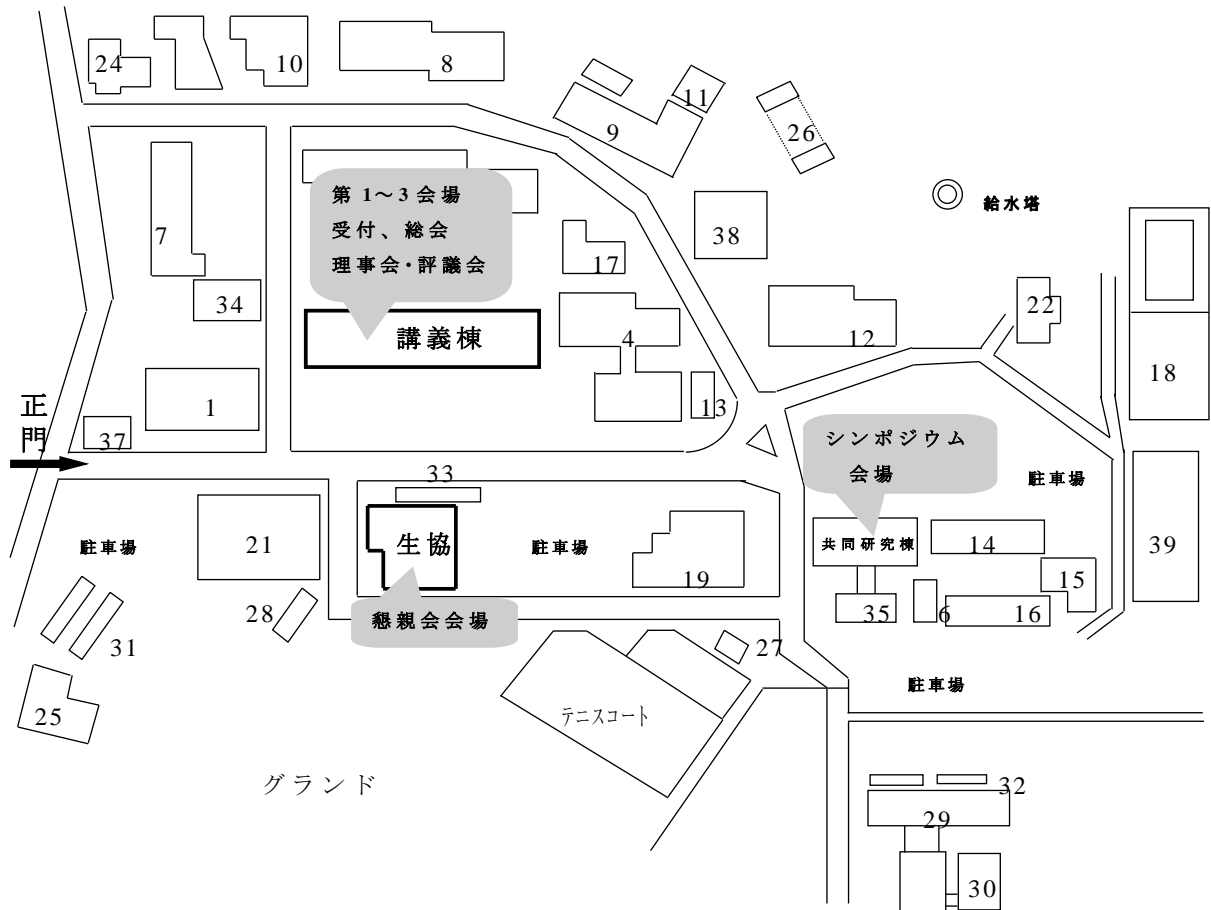 24
10
8
11
9
26
第1～3会場
受付、総会
理事会・評議会
給水塔
7
38
17
34
22
講義棟
4
12
18
1
13
正門
37
シンポジウム
会場
33
駐車場
駐車場
21
生協
駐車場
19
共同研究棟
14
39
15
28
懇親会会場
35
6
16
31
27
25
テニスコート
駐車場
グランド
32
29
30